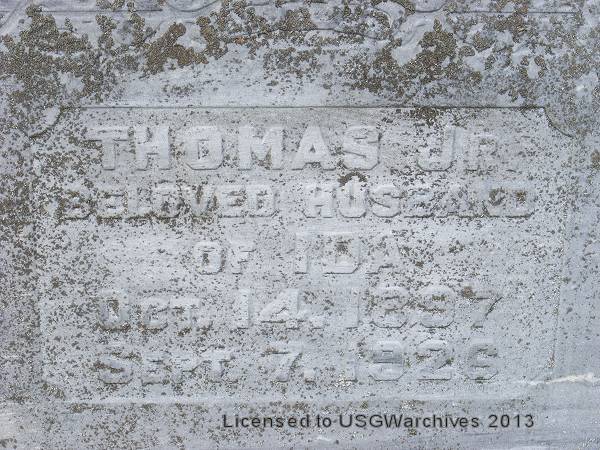 THOMAS JR.
BELOVED HUSBAND
OF IDA
OCT. 14, 1897
SEPT. 7, 1926
Licensed to USGWarchives 2013